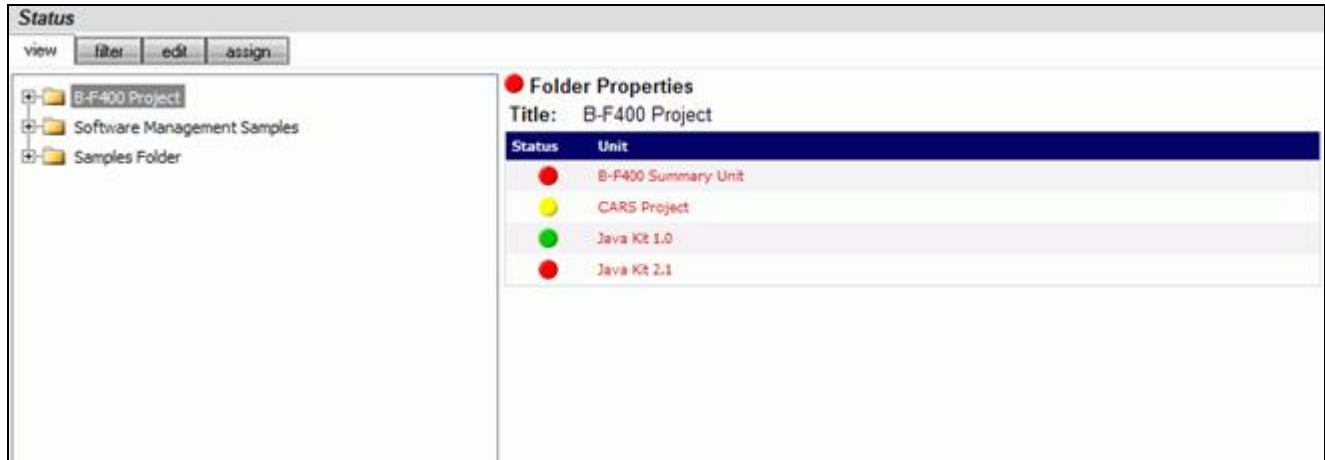 Status
view filter edit assign
B-F400 Project
Software Management Samples
Samples Folder
Folder Properties
Title: B-F400 Project
Status Unit
B-F400 Summary Unit
CARS Project
Java Kit 1.0
Java Kit 2.1